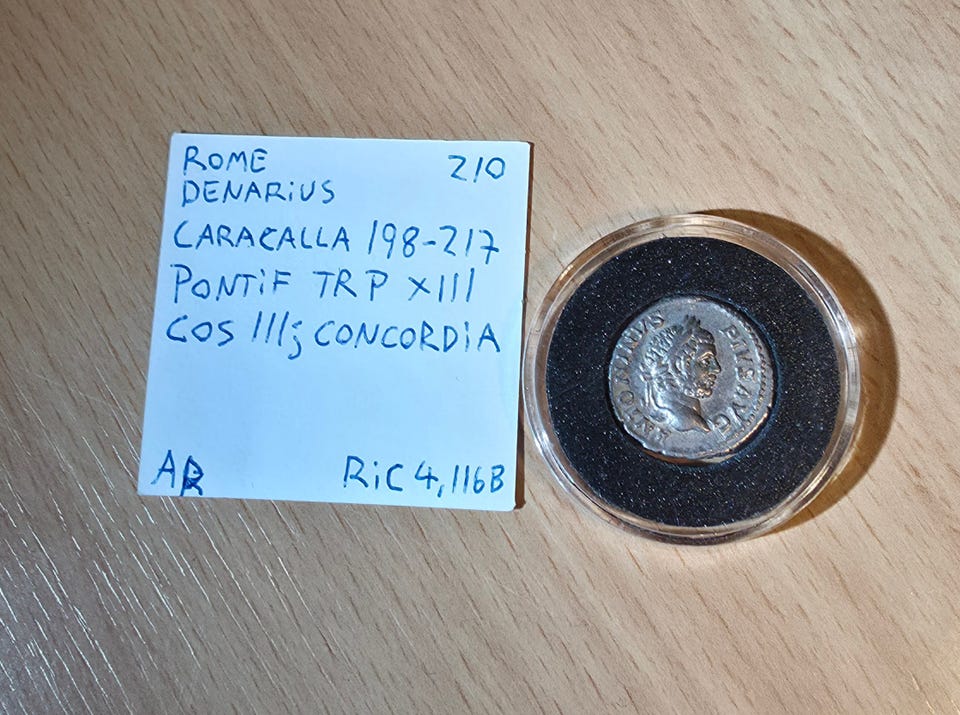 ROME 210
DENARIUS
CARACALLA 198-217
PONTIF TR P XIII
COS III; CONCORDIA
AR RIC 4, 116B
ANTONINVS PIVS AVG